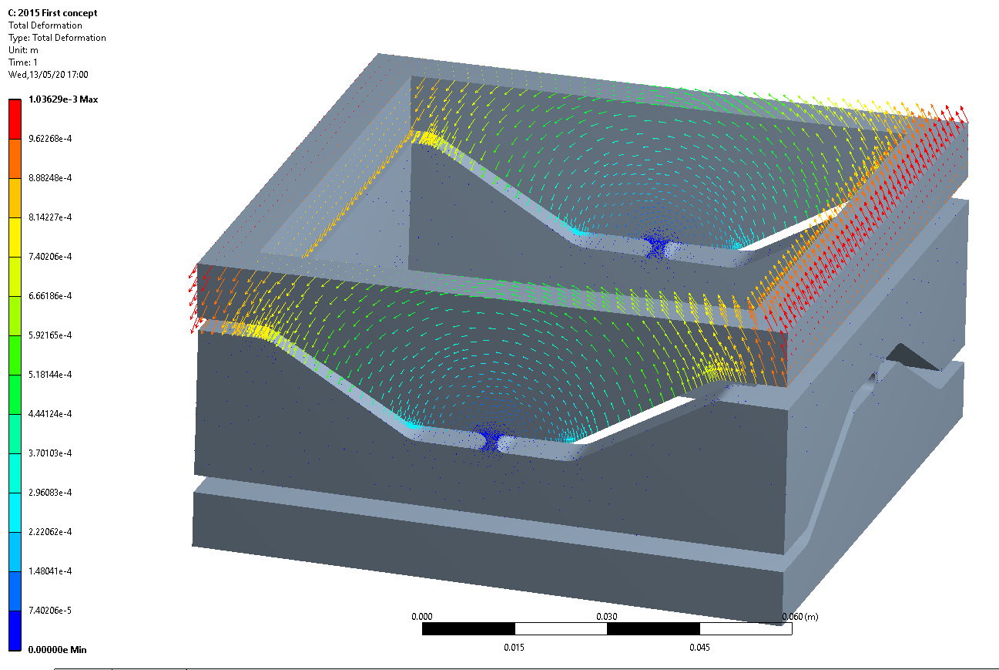 C: 2015 First concept
Total Deformation
Type: Total Deformation
Unit: m
Time: 1
Wed,13/05/20 17:00
1.03629e-3 Max
9.62268e-4
8.88248e-4
8.14227e-4
7.40206e-4
6.66186e-4
5.92165e-4
5.18144e-4
4.44124e-4
3.70103e-4
2.96083e-4
2.22062e-4
1.48041e-4
7.40206e-5
0.00000e Min
0.000 0.030 0.060 (m)
0.015 0.045